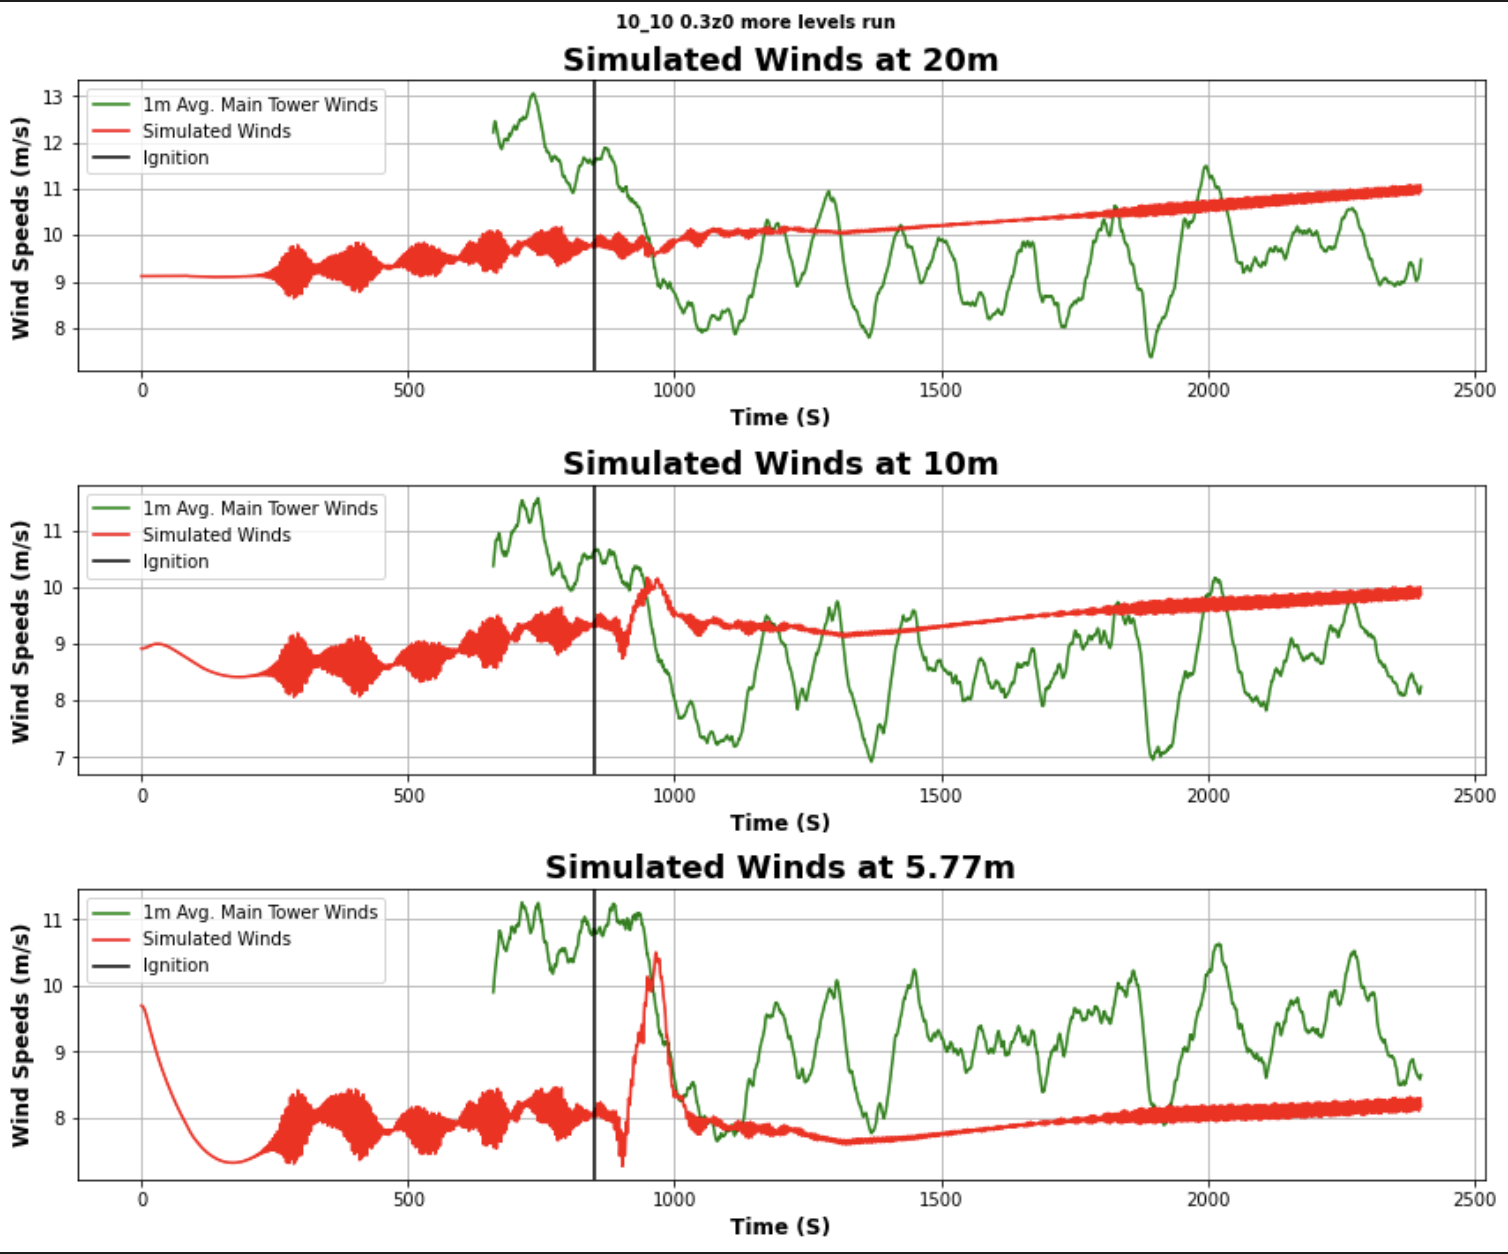 10_10 0.3z0 more levels run
Simulated Winds at 20m
Wind Speeds (m/s)
13
12
11
10
9
8
1m Avg. Main Tower Winds
Simulated Winds
Ignition
0 500 1000 1500 2000 2500
Time (S)
Simulated Winds at 10m
Wind Speeds (m/s)
11
10
9
8
7
1m Avg. Main Tower Winds
Simulated Winds
Ignition
0 500 1000 1500 2000 2500
Time (S)
Simulated Winds at 5.77m
Wind Speeds (m/s)
11
10
9
8
1m Avg. Main Tower Winds
Simulated Winds
Ignition
0 500 1000 1500 2000 2500
Time (S)